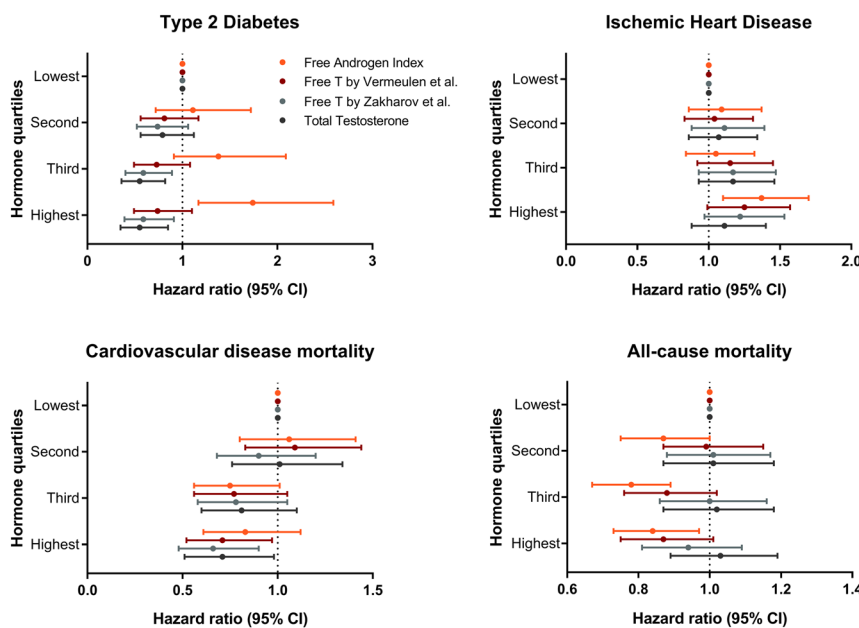 Type 2 Diabetes
Hormone quartiles
Lowest
Second
Third
Highest
Free Androgen Index
Free T by Vermeulen et al.
Free T by Zakharov et al.
Total Testosterone
0 1 2 3
Hazard ratio (95% CI)
Ischemic Heart Disease
Hormone quartiles
Lowest
Second
Third
Highest
0.0 0.5 1.0 1.5 2.0
Hazard ratio (95% CI)
Cardiovascular disease mortality
Hormone quartiles
Lowest
Second
Third
Highest
0.0 0.5 1.0 1.5
Hazard ratio (95% CI)
All-cause mortality
Hormone quartiles
Lowest
Second
Third
Highest
0.6 0.8 1.0 1.2 1.4
Hazard ratio (95% CI)